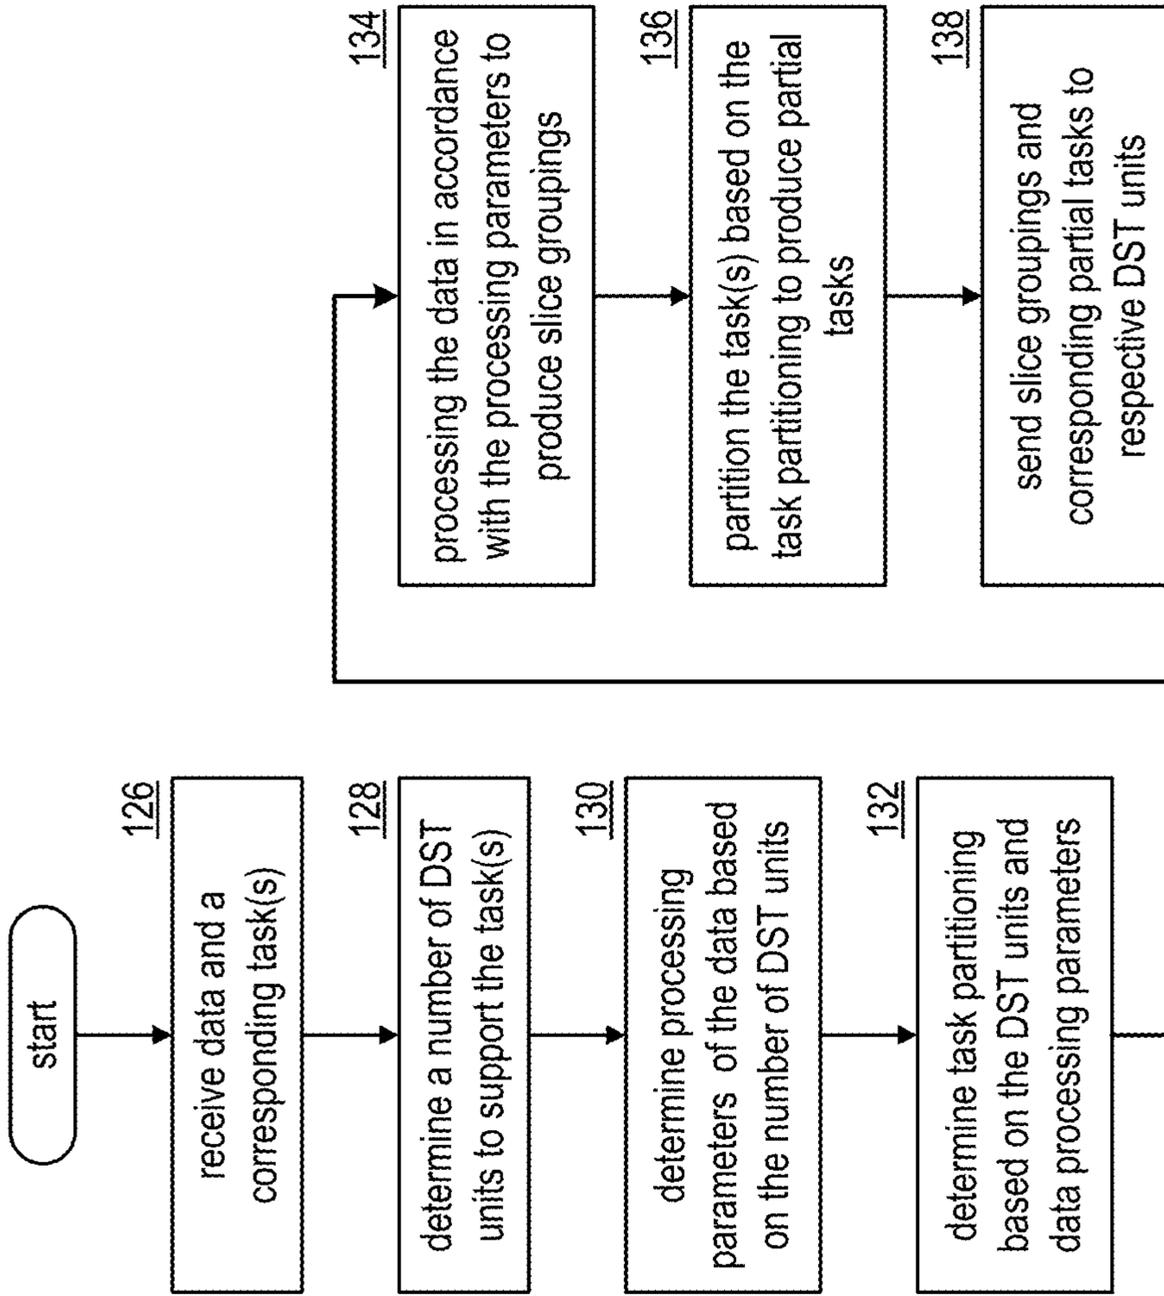 start
126
receive data and a
corresponding task(s)
128
determine a number of DST
units to support the task(s)
130
determine processing
parameters of the data based
on the number of DST units
132
determine task partitioning
based on the DST units and
data processing parameters
134
processing the data in accordance
with the processing parameters to
produce slice groupings
136
partition the task(s) based on the
task partitioning to produce partial
tasks
138
send slice groupings and
corresponding partial tasks to
respective DST units